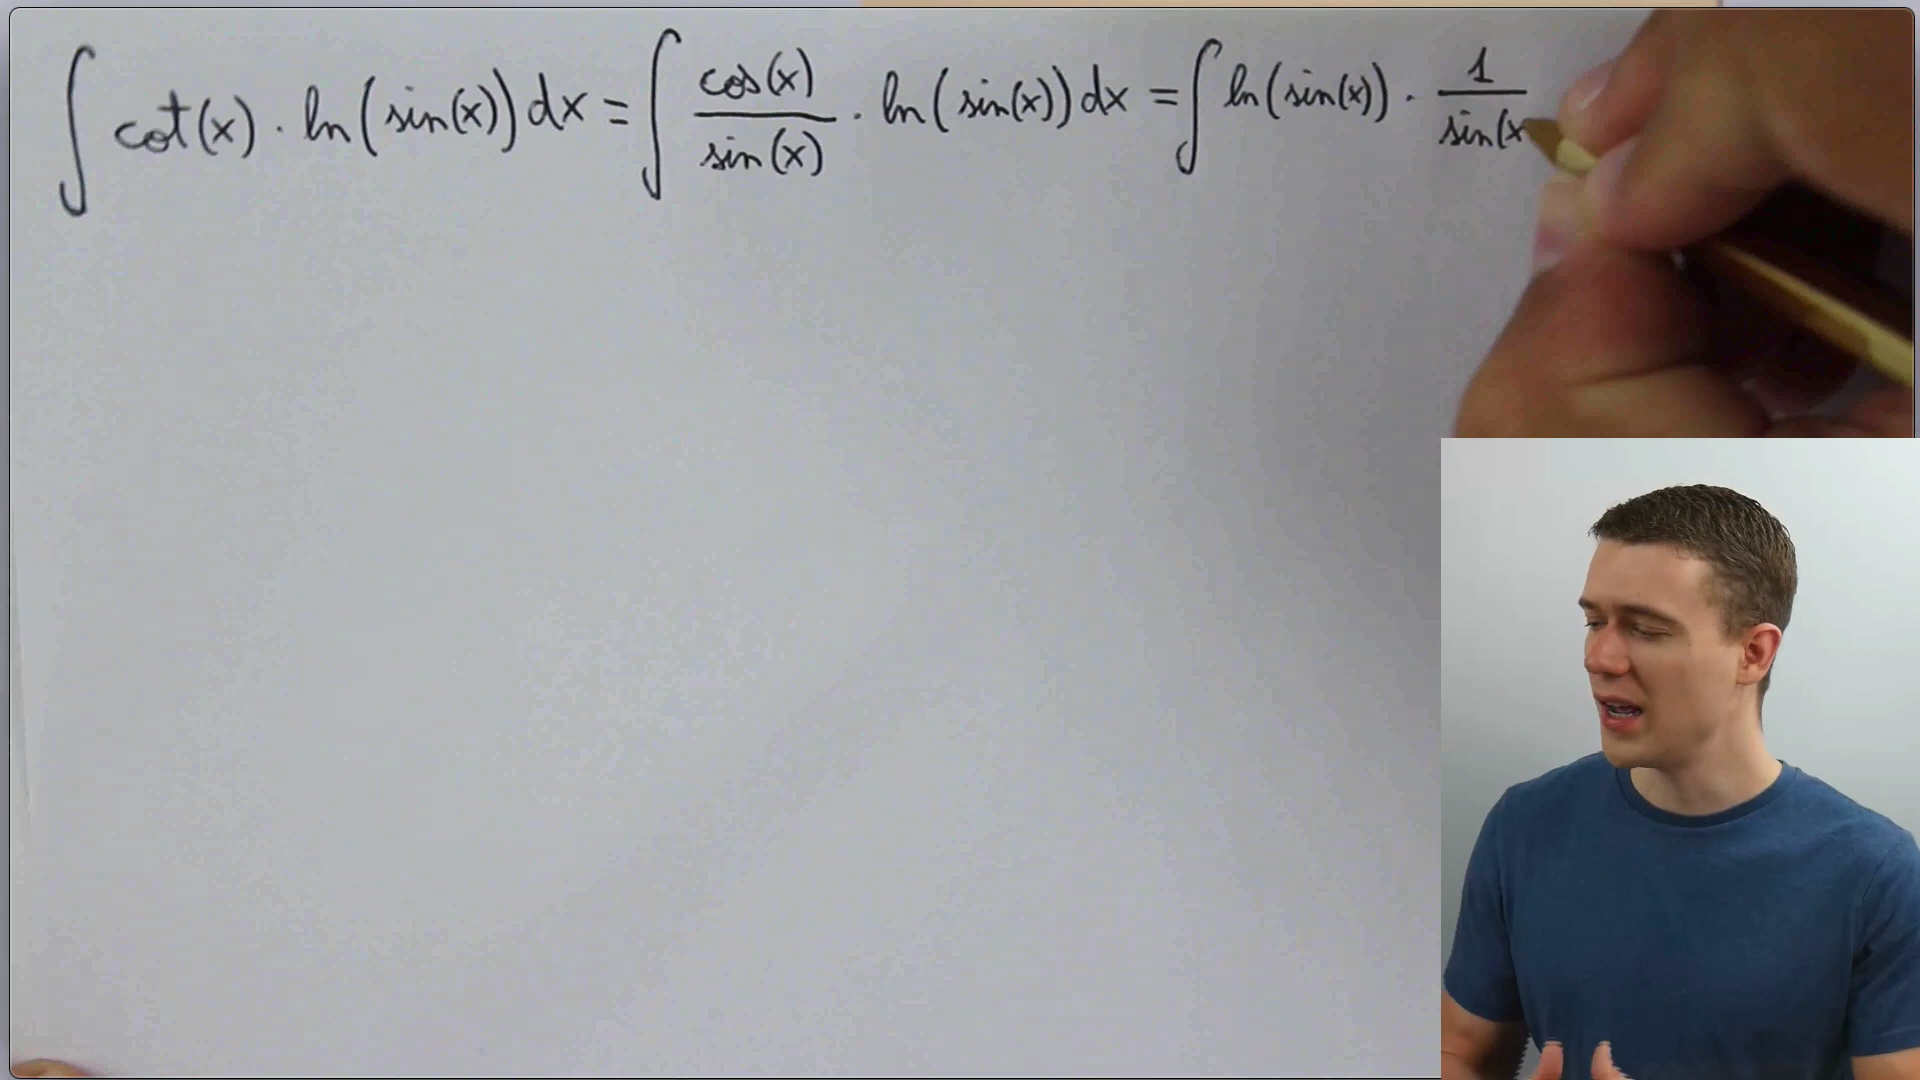 ∫ cot(x) · ln(sin(x)) dx = ∫ cos(x)/sin(x) · ln(sin(x)) dx = ∫ ln(sin(x)) · 1/sin(x